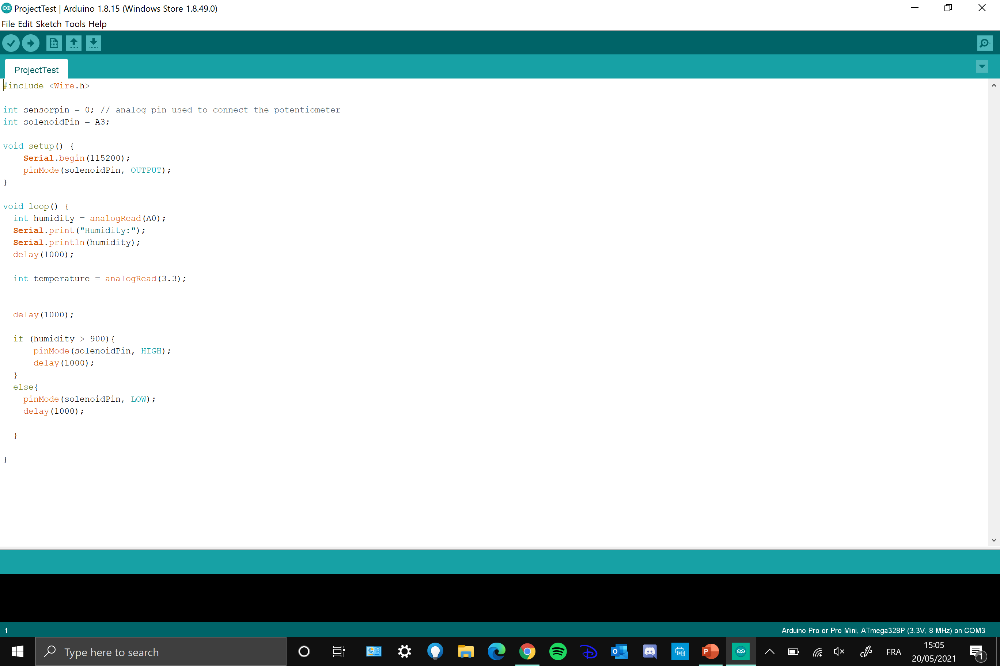 ProjectTest | Arduino 1.8.15 (Windows Store 1.8.49.0)
File Edit Sketch Tools Help
ProjectTest
#include <Wire.h>
int sensorpin = 0; // analog pin used to connect the potentiometer
int solenoidPin = A3;
void setup() {
Serial.begin(115200);
pinMode(solenoidPin, OUTPUT);
}
void loop() {
int humidity = analogRead(A0);
Serial.print("Humidity:");
Serial.println(humidity);
delay(1000);
int temperature = analogRead(3.3);
delay(1000);
if (humidity > 900){
pinMode(solenoidPin, HIGH);
delay(1000);
}
else{
pinMode(solenoidPin, LOW);
delay(1000);
}
}
1
Arduino Pro or Pro Mini, ATmega328P (3.3V, 8 MHz) on COM3
Type here to search
FRA
15:05
20/05/2021
1